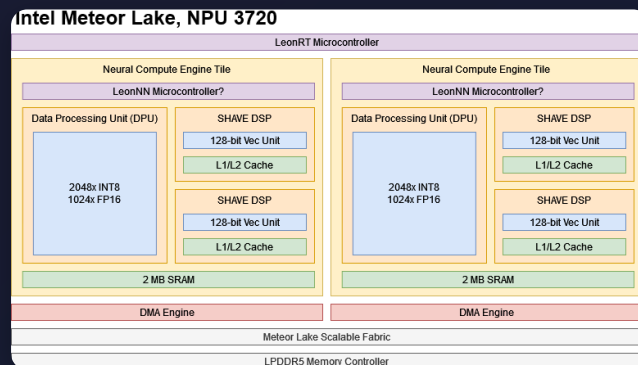 Intel Meteor Lake, NPU 3720
LeonRT Microcontroller
Neural Compute Engine Tile
LeonNN Microcontroller?
Data Processing Unit (DPU)
2048x INT8
1024x FP16
SHAVE DSP
128-bit Vec Unit
L1/L2 Cache
SHAVE DSP
128-bit Vec Unit
L1/L2 Cache
2 MB SRAM
Neural Compute Engine Tile
LeonNN Microcontroller?
Data Processing Unit (DPU)
2048x INT8
1024x FP16
SHAVE DSP
128-bit Vec Unit
L1/L2 Cache
SHAVE DSP
128-bit Vec Unit
L1/L2 Cache
2 MB SRAM
DMA Engine
DMA Engine
Meteor Lake Scalable Fabric
LPDDR5 Memory Controller